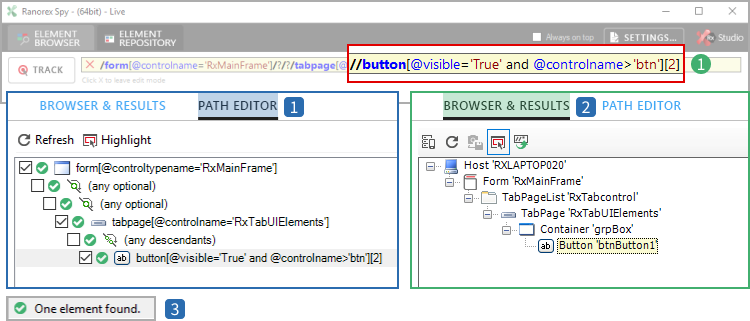 Ranorex Spy - (64bit) - Live
ELEMENT BROWSER
ELEMENT REPOSITORY
Always on top
SETTINGS...
Rx Studio
TRACK
/form[@controlname='RxMainFrame']/?/?/tabpage[@
//button[@visible='True' and @controlname>'btn'][2]
1
Click X to leave edit mode
BROWSER & RESULTS
PATH EDITOR
1
Refresh
Highlight
form[@controltypename='RxMainFrame']
(any optional)
(any optional)
tabpage[@controlname='RxTabUIElements']
(any descendants)
ab
button[@visible='True' and @controlname>'btn'][2]
BROWSER & RESULTS
2
PATH EDITOR
Host 'RXLAPTOP020'
Form 'RxMainFrame'
TabPageList 'RxTabcontrol'
TabPage 'RxTabUIElements'
Container 'grpBox'
ab
Button 'btnButton1'
One element found.
3